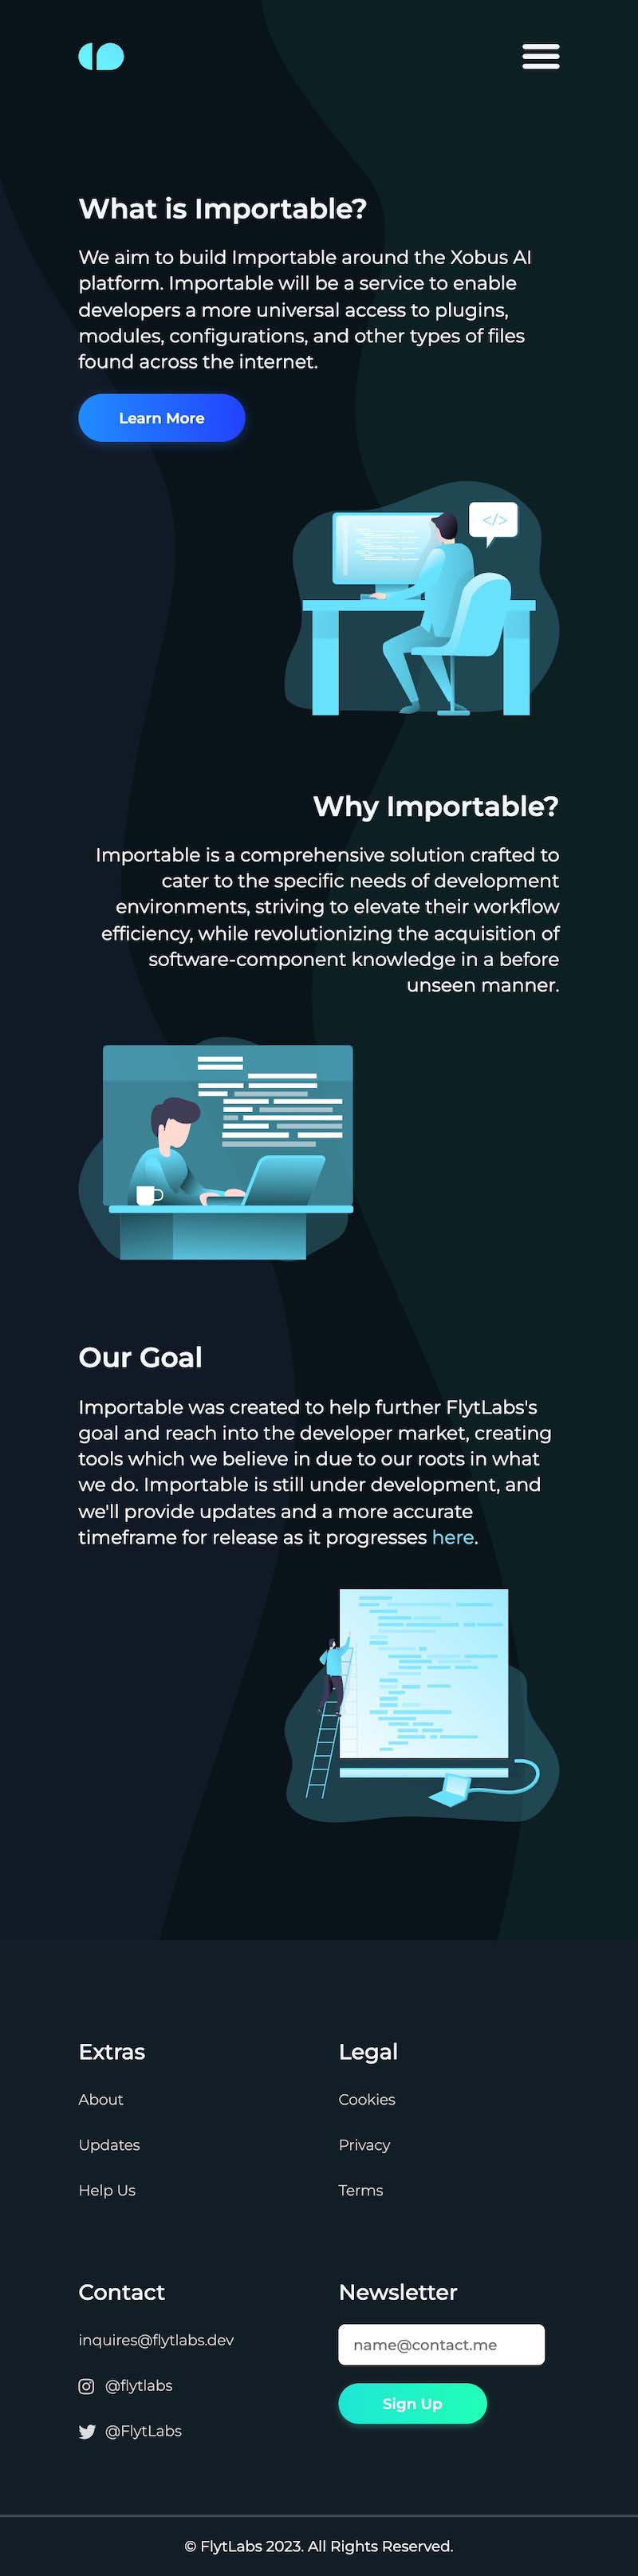 What is Importable?
We aim to build Importable around the Xobus AI
platform. Importable will be a service to enable
developers a more universal access to plugins,
modules, configurations, and other types of files
found across the internet.
Learn More
</>
Why Importable?
Importable is a comprehensive solution crafted to
cater to the specific needs of development
environments, striving to elevate their workflow
efficiency, while revolutionizing the acquisition of
software-component knowledge in a before
unseen manner.
Our Goal
Importable was created to help further FlytLabs's
goal and reach into the developer market, creating
tools which we believe in due to our roots in what
we do. Importable is still under development, and
we'll provide updates and a more accurate
timeframe for release as it progresses here.
Extras
About
Updates
Help Us
Legal
Cookies
Privacy
Terms
Contact
inquires@flytlabs.dev
@flytlabs
@FlytLabs
Newsletter
name@contact.me
Sign Up
© FlytLabs 2023. All Rights Reserved.